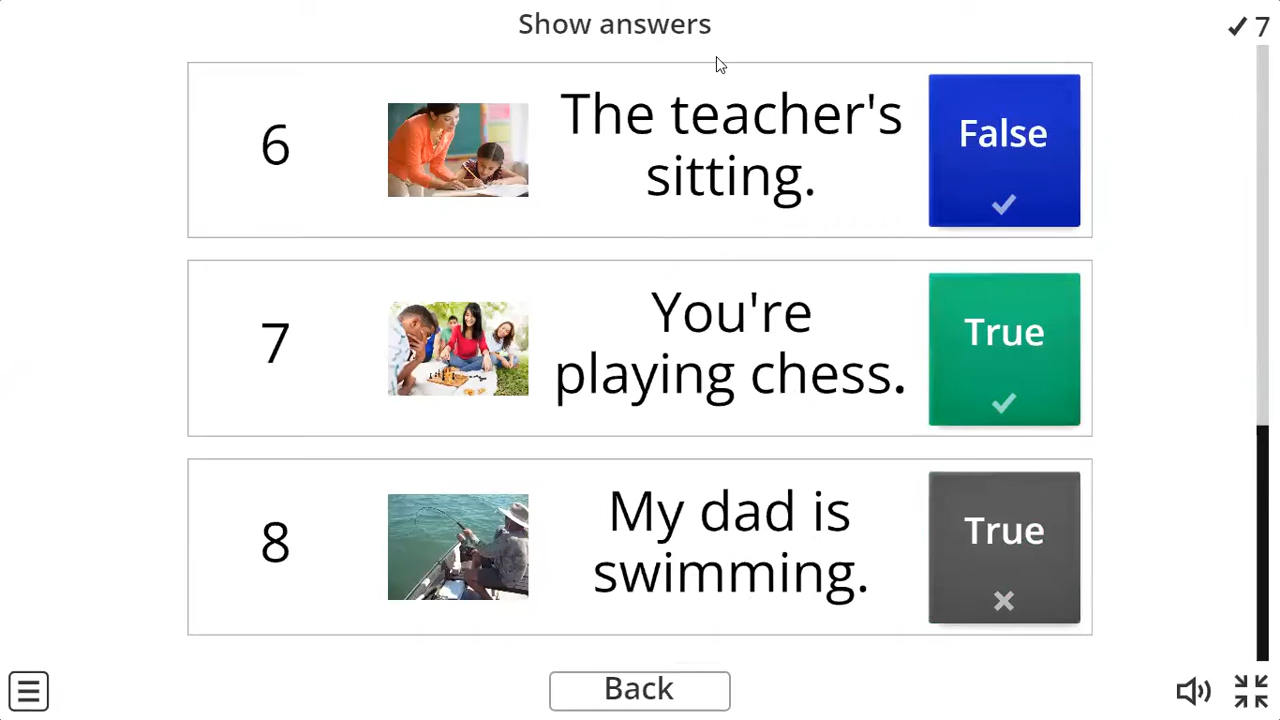 Show answers
7
6
The teacher's
sitting.
False
7
You're
playing chess.
True
8
My dad is
swimming.
True
Back